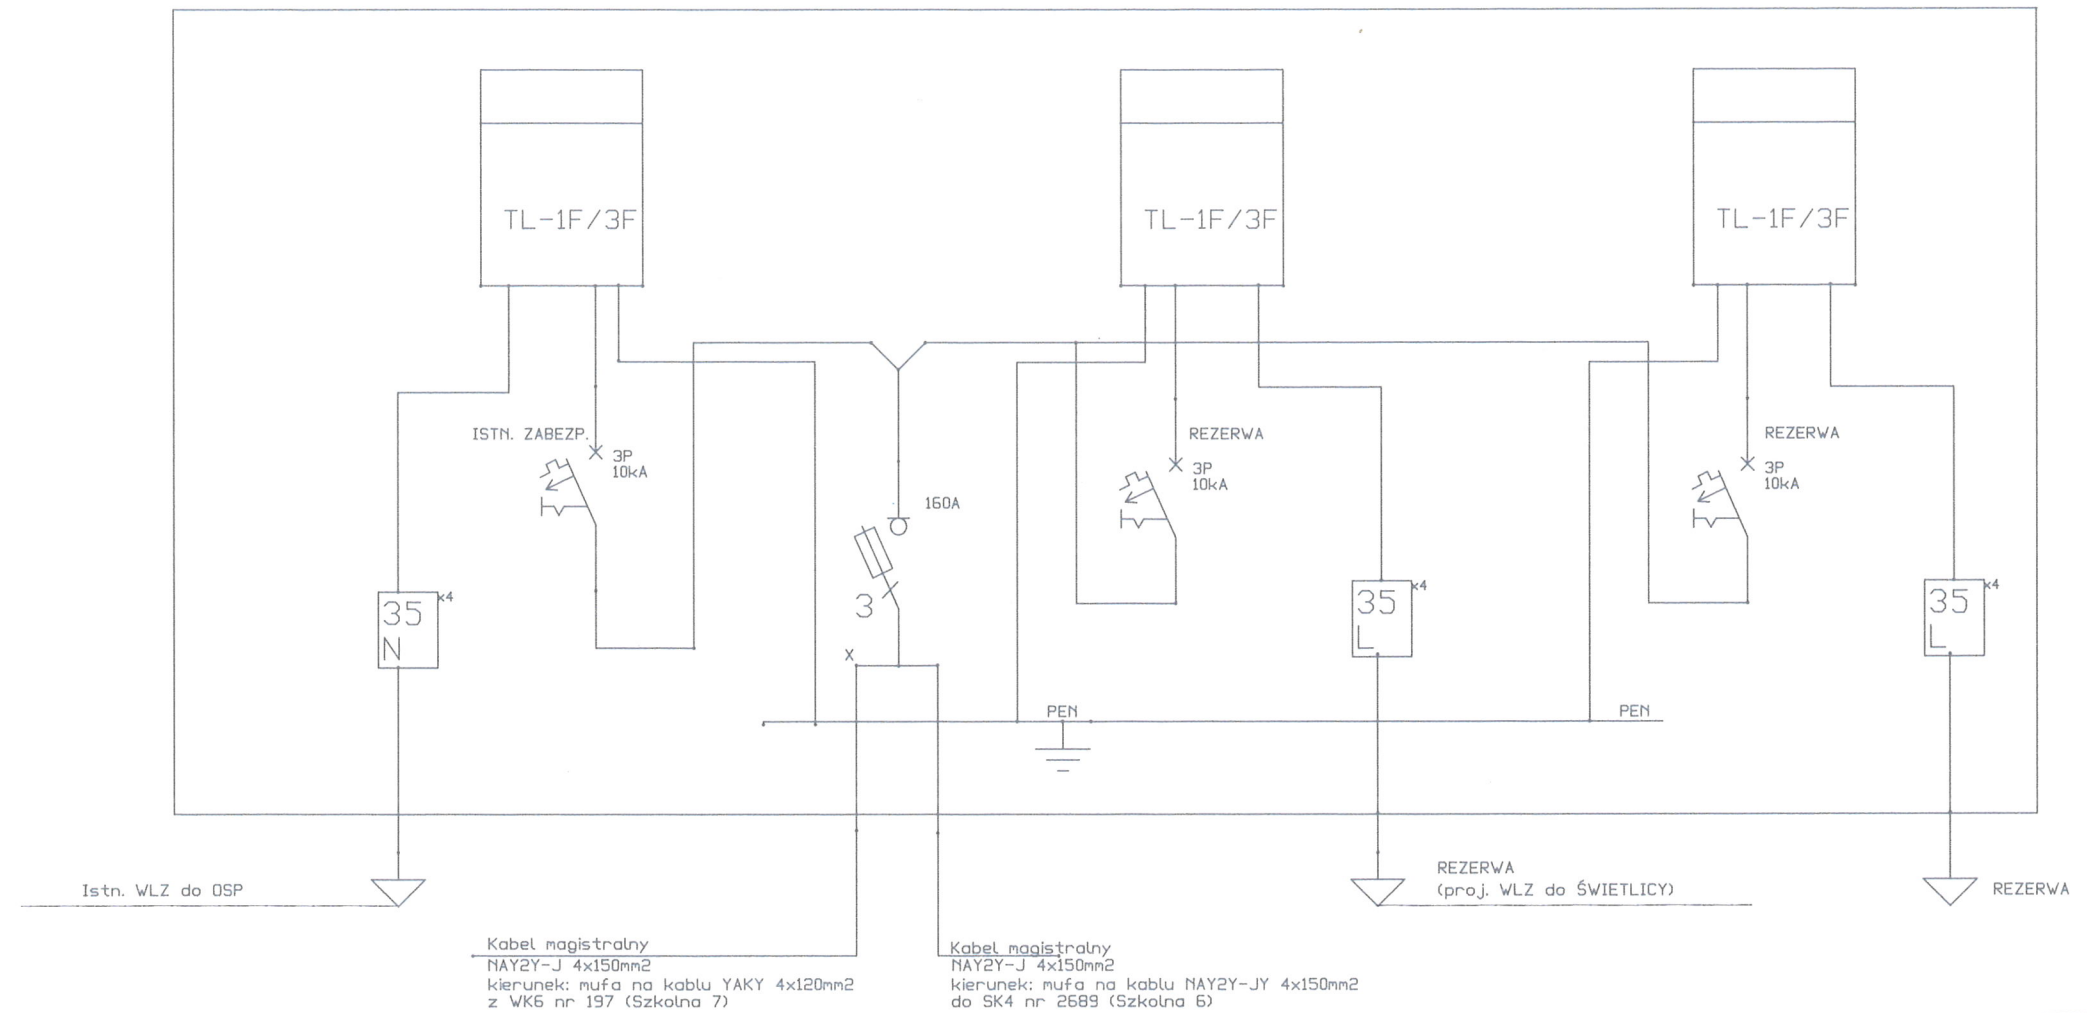 TL-1F/3F
TL-1F/3F
TL-1F/3F
ISTN. ZABEZP.
3P
10kA
REZERWA
3P
10kA
REZERWA
3P
10kA
160A
3
35
N
x4
35
L
x4
35
L
x4
X
PEN
PEN
Istn. WLZ do OSP
REZERWA
(proj. WLZ do ŚWIETLICY)
REZERWA
Kabel magistralny
NAY2Y-J 4x150mm2
kierunek: mufa na kablu YAKY 4x120mm2
z WK6 nr 197 (Szkolna 7)
Kabel magistralny
NAY2Y-J 4x150mm2
kierunek: mufa na kablu NAY2Y-JY 4x150mm2
do SK4 nr 2689 (Szkolna 6)